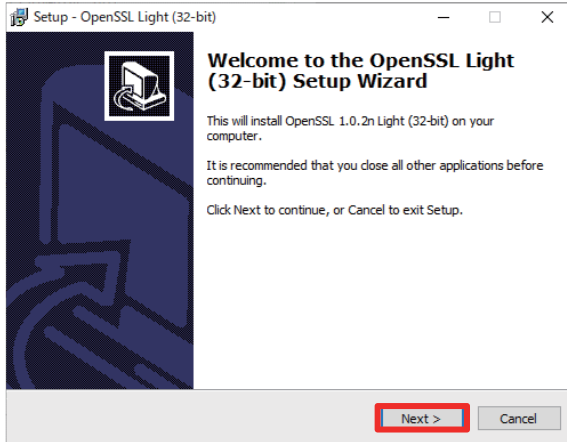 Setup - OpenSSL Light (32-bit)
Welcome to the OpenSSL Light
(32-bit) Setup Wizard
This will install OpenSSL 1.0.2n Light (32-bit) on your
computer.
It is recommended that you close all other applications before
continuing.
Click Next to continue, or Cancel to exit Setup.
Next >
Cancel